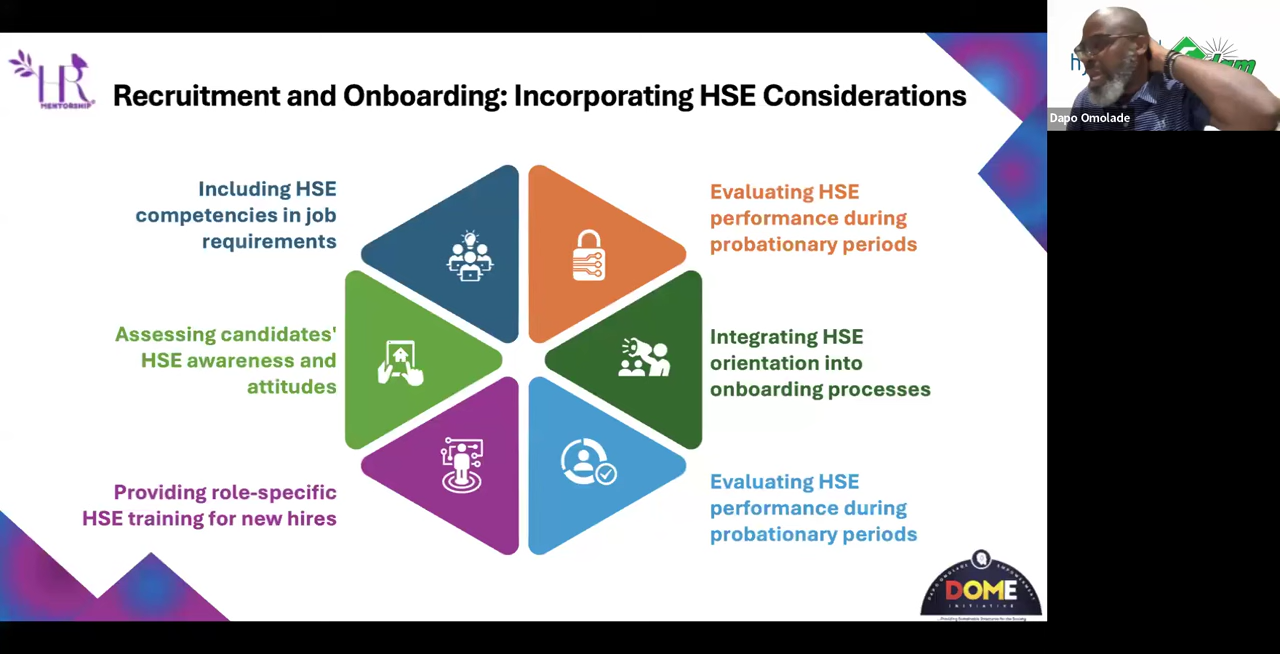 HR
MENTORSHIP
Recruitment and Onboarding: Incorporating HSE Considerations
Including HSE
competencies in job
requirements
Evaluating HSE
performance during
probationary periods
Assessing candidates'
HSE awareness and
attitudes
Integrating HSE
orientation into
onboarding processes
Providing role-specific
HSE training for new hires
Evaluating HSE
performance during
probationary periods
DOME
INITIATIVE
Dapo Omolade